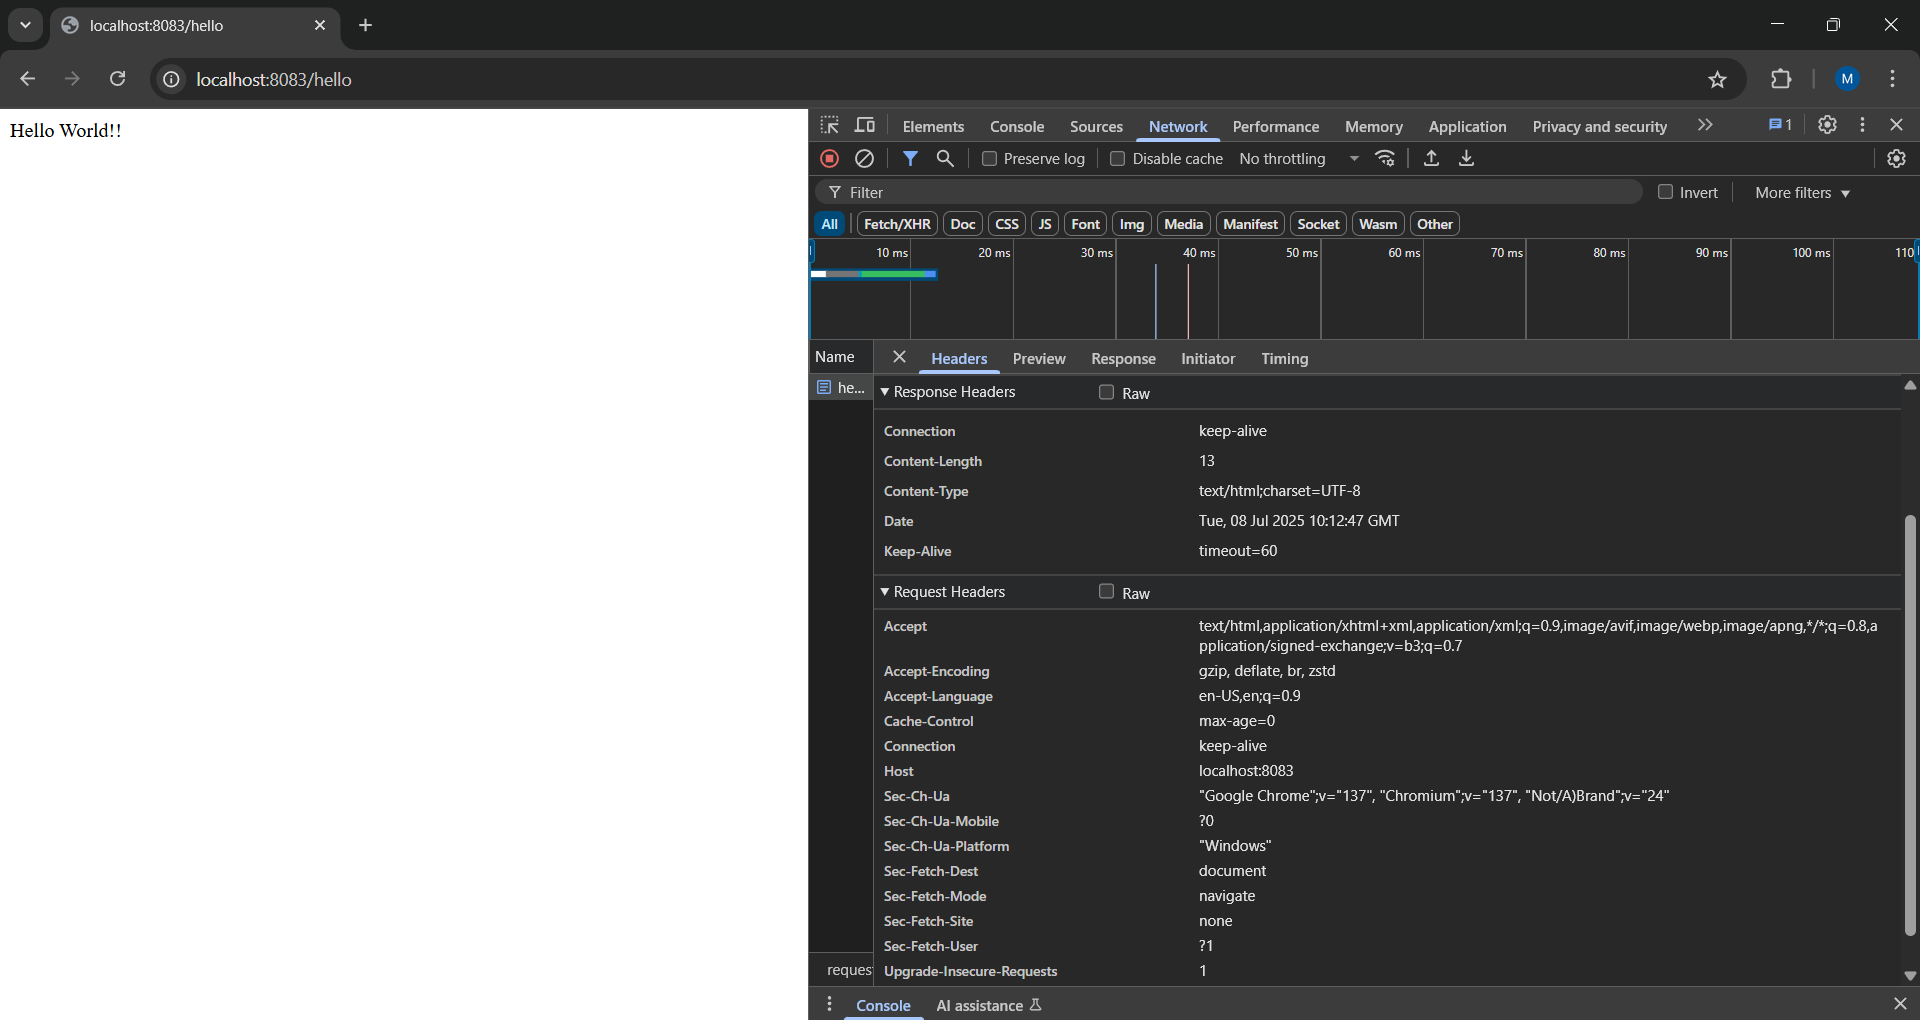 localhost:8083/hello
localhost:8083/hello
M
Hello World!!
Elements Console Sources Network Performance Memory Application Privacy and security 1
Preserve log Disable cache No throttling
Filter Invert More filters
All Fetch/XHR Doc CSS JS Font Img Media Manifest Socket Wasm Other
10 ms 20 ms 30 ms 40 ms 50 ms 60 ms 70 ms 80 ms 90 ms 100 ms 110
Name Headers Preview Response Initiator Timing
he...
Response Headers Raw
Connection keep-alive
Content-Length 13
Content-Type text/html;charset=UTF-8
Date Tue, 08 Jul 2025 10:12:47 GMT
Keep-Alive timeout=60
Request Headers Raw
Accept text/html,application/xhtml+xml,application/xml;q=0.9,image/avif,image/webp,image/apng,*/*;q=0.8,a
pplication/signed-exchange;v=b3;q=0.7
Accept-Encoding gzip, deflate, br, zstd
Accept-Language en-US,en;q=0.9
Cache-Control max-age=0
Connection keep-alive
Host localhost:8083
Sec-Ch-Ua "Google Chrome";v="137", "Chromium";v="137", "Not/A)Brand";v="24"
Sec-Ch-Ua-Mobile ?0
Sec-Ch-Ua-Platform "Windows"
Sec-Fetch-Dest document
Sec-Fetch-Mode navigate
Sec-Fetch-Site none
Sec-Fetch-User ?1
reques Upgrade-Insecure-Requests 1
Console AI assistance